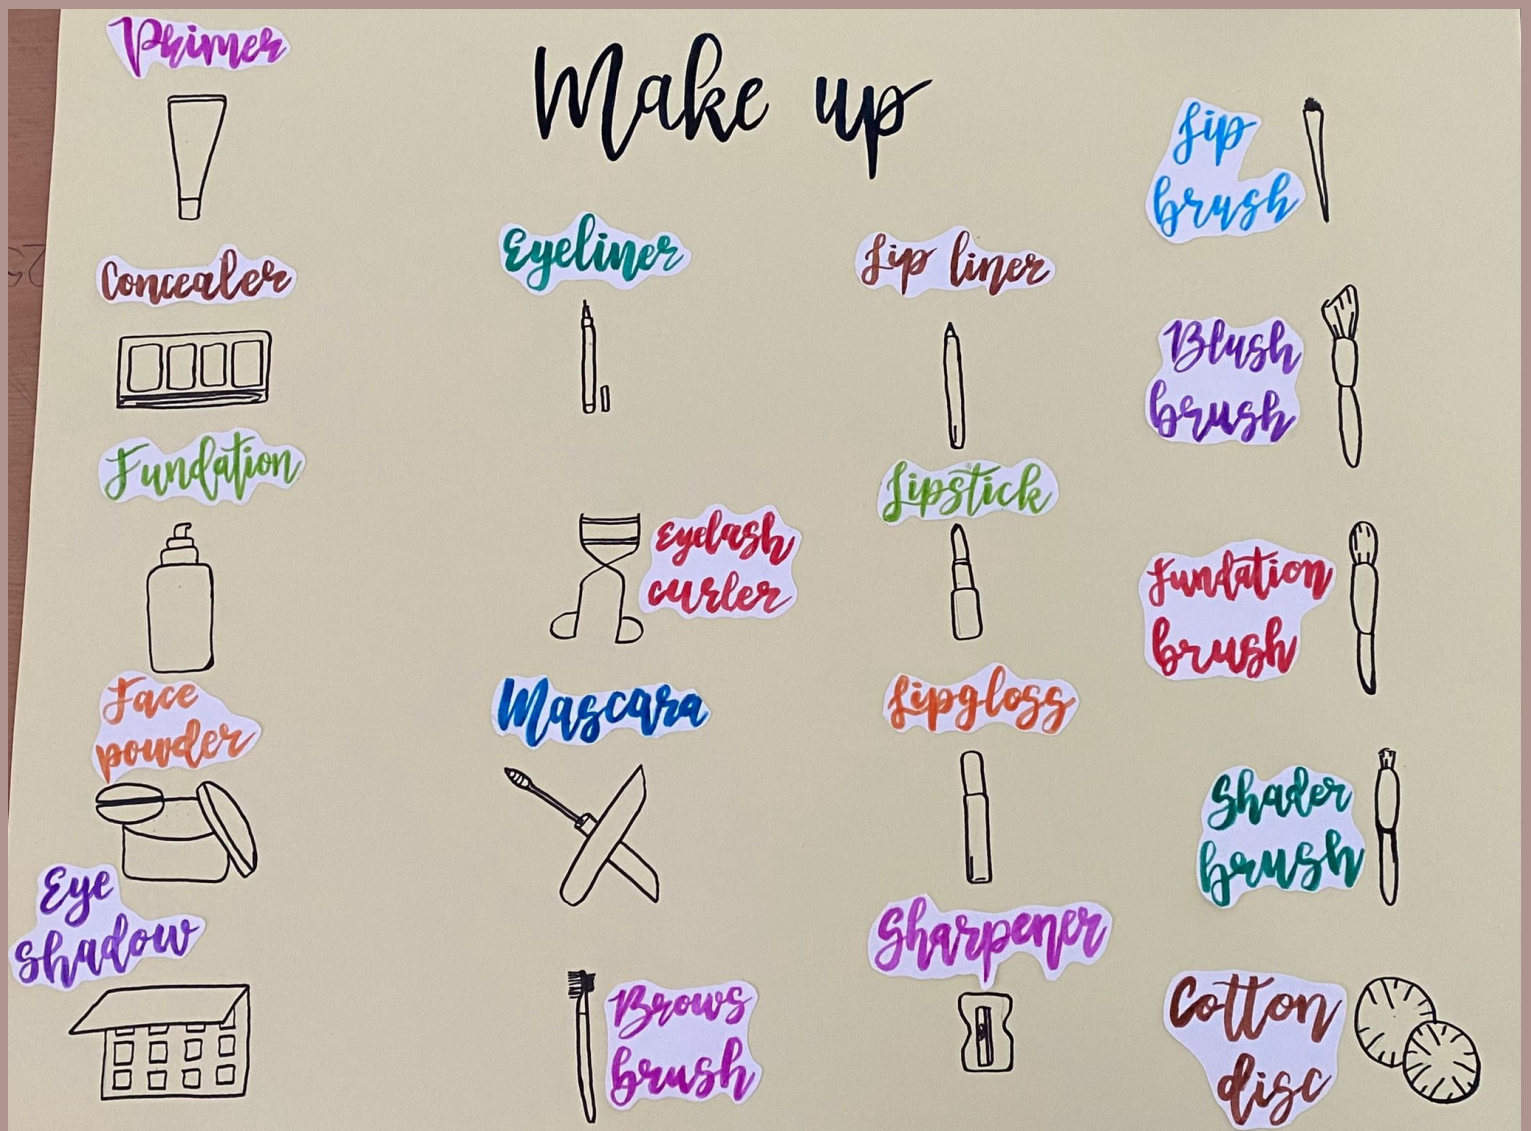 Make up
Primer
Concealer
Fundation
Face
powder
Eye
shadow
Eyeliner
Eyelash
curler
Mascara
Brows
brush
Lip liner
Lipstick
Lipgloss
Sharpener
Lip
brush
Blush
brush
Fundation
brush
Shader
brush
Cotton
disc